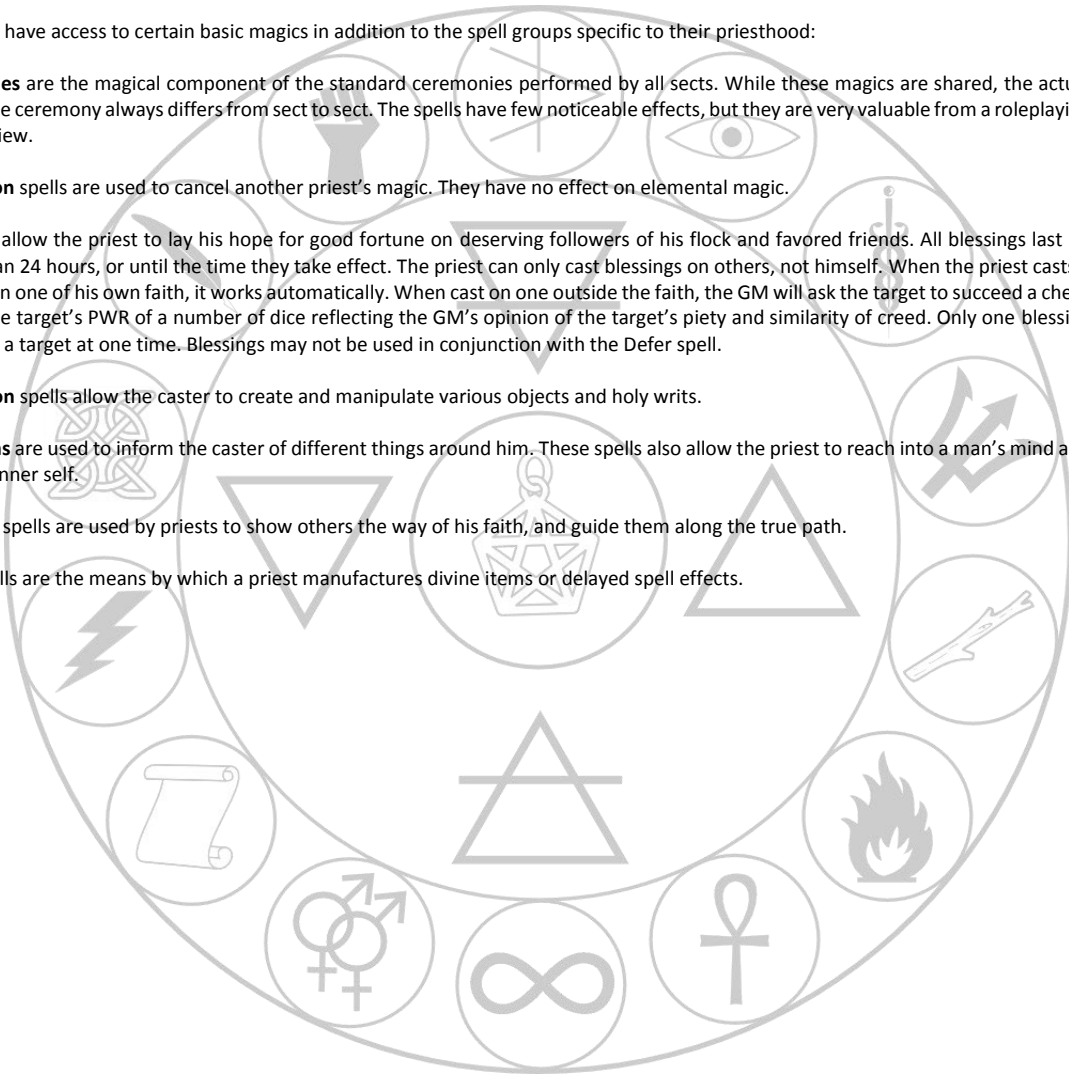 have access to certain basic magics in addition to the spell groups specific to their priesthood:
es are the magical component of the standard ceremonies performed by all sects. While these magics are shared, the actu
e ceremony always differs from sect to sect. The spells have few noticeable effects, but they are very valuable from a roleplayi
iew.
on spells are used to cancel another priest’s magic. They have no effect on elemental magic.
allow the priest to lay his hope for good fortune on deserving followers of his flock and favored friends. All blessings last
an 24 hours, or until the time they take effect. The priest can only cast blessings on others, not himself. When the priest casts
n one of his own faith, it works automatically. When cast on one outside the faith, the GM will ask the target to succeed a che
e target’s PWR of a number of dice reflecting the GM’s opinion of the target’s piety and similarity of creed. Only one blessi
a target at one time. Blessings may not be used in conjunction with the Defer spell.
on spells allow the caster to create and manipulate various objects and holy writs.
ns are used to inform the caster of different things around him. These spells also allow the priest to reach into a man’s mind a
nner self.
spells are used by priests to show others the way of his faith, and guide them along the true path.
lls are the means by which a priest manufactures divine items or delayed spell effects.